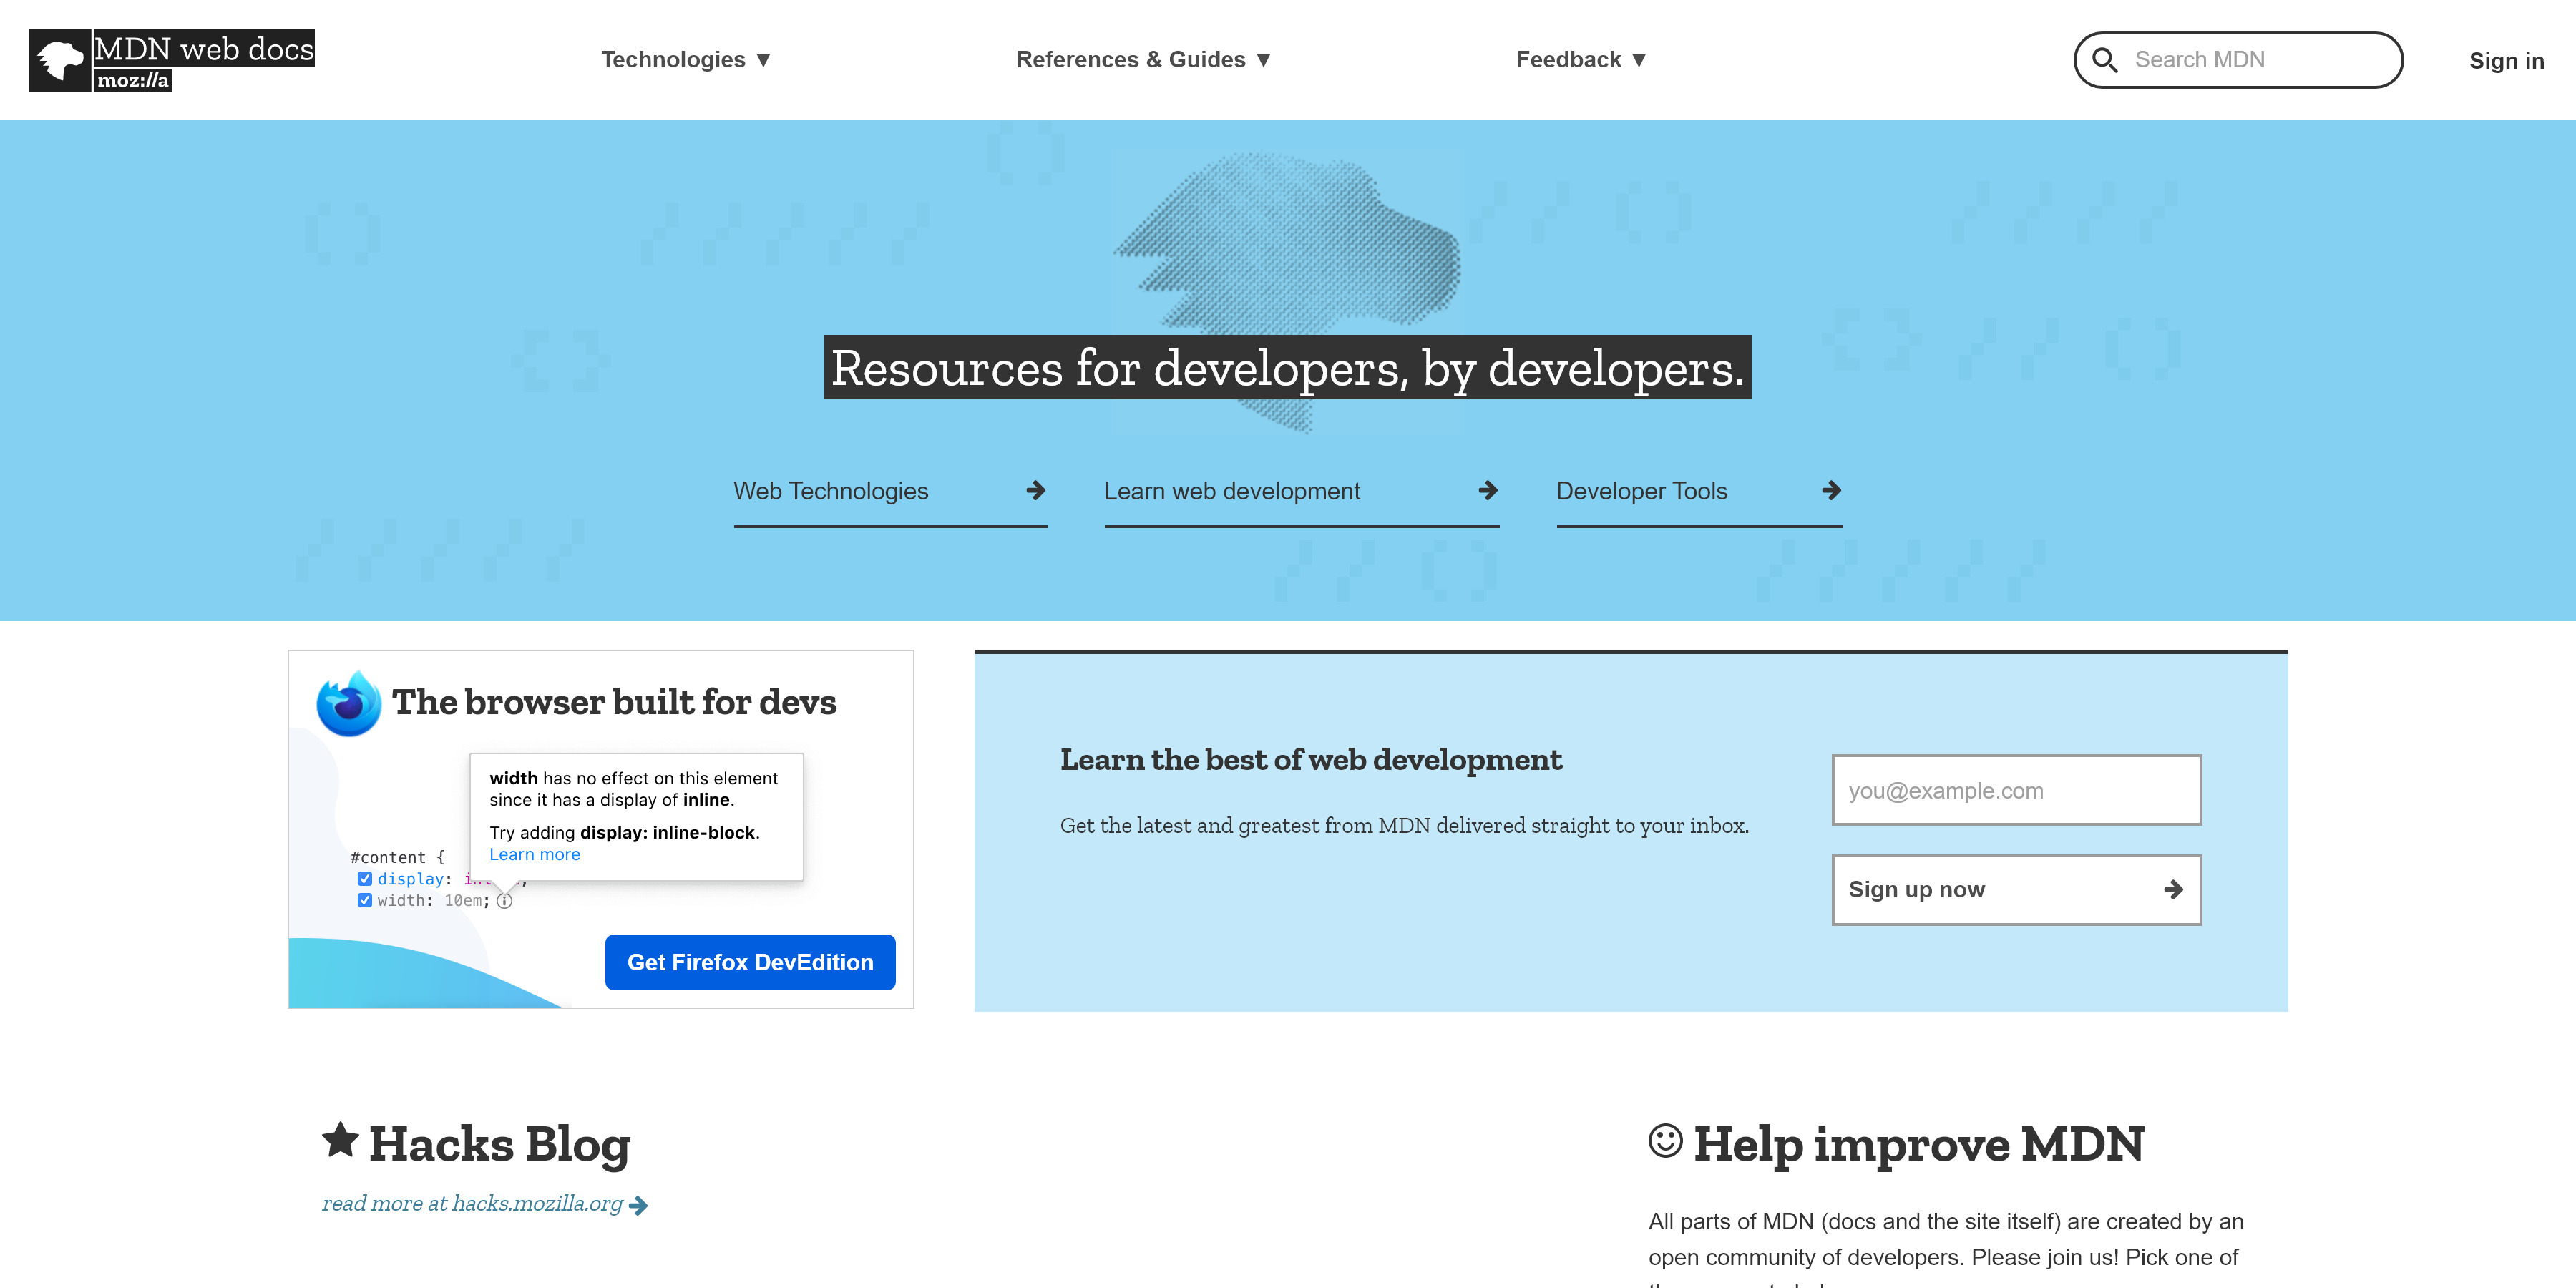 MDN web docs
moz://a
Technologies ▼
References & Guides ▼
Feedback ▼
Search MDN
Sign in
Resources for developers, by developers.
Web Technologies
Learn web development
Developer Tools
The browser built for devs
width has no effect on this element
since it has a display of inline.
Try adding display: inline-block.
Learn more
#content {
display:
width: 10em;
Get Firefox DevEdition
Learn the best of web development
Get the latest and greatest from MDN delivered straight to your inbox.
you@example.com
Sign up now
Hacks Blog
read more at hacks.mozilla.org
Help improve MDN
All parts of MDN (docs and the site itself) are created by an
open community of developers. Please join us! Pick one of